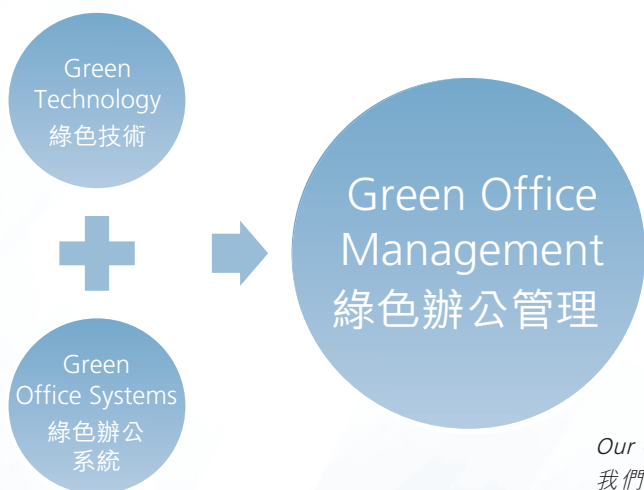 Green
Technology
綠色技術
Green Office
Management
綠色辦公管理
Green
Office Systems
綠色辦公
系統
Our
我們